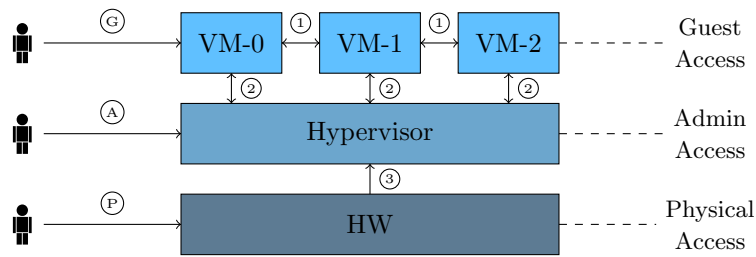 G
VM-0
1
VM-1
1
VM-2
Guest
Access
2
2
2
A
Hypervisor
Admin
Access
3
P
HW
Physical
Access